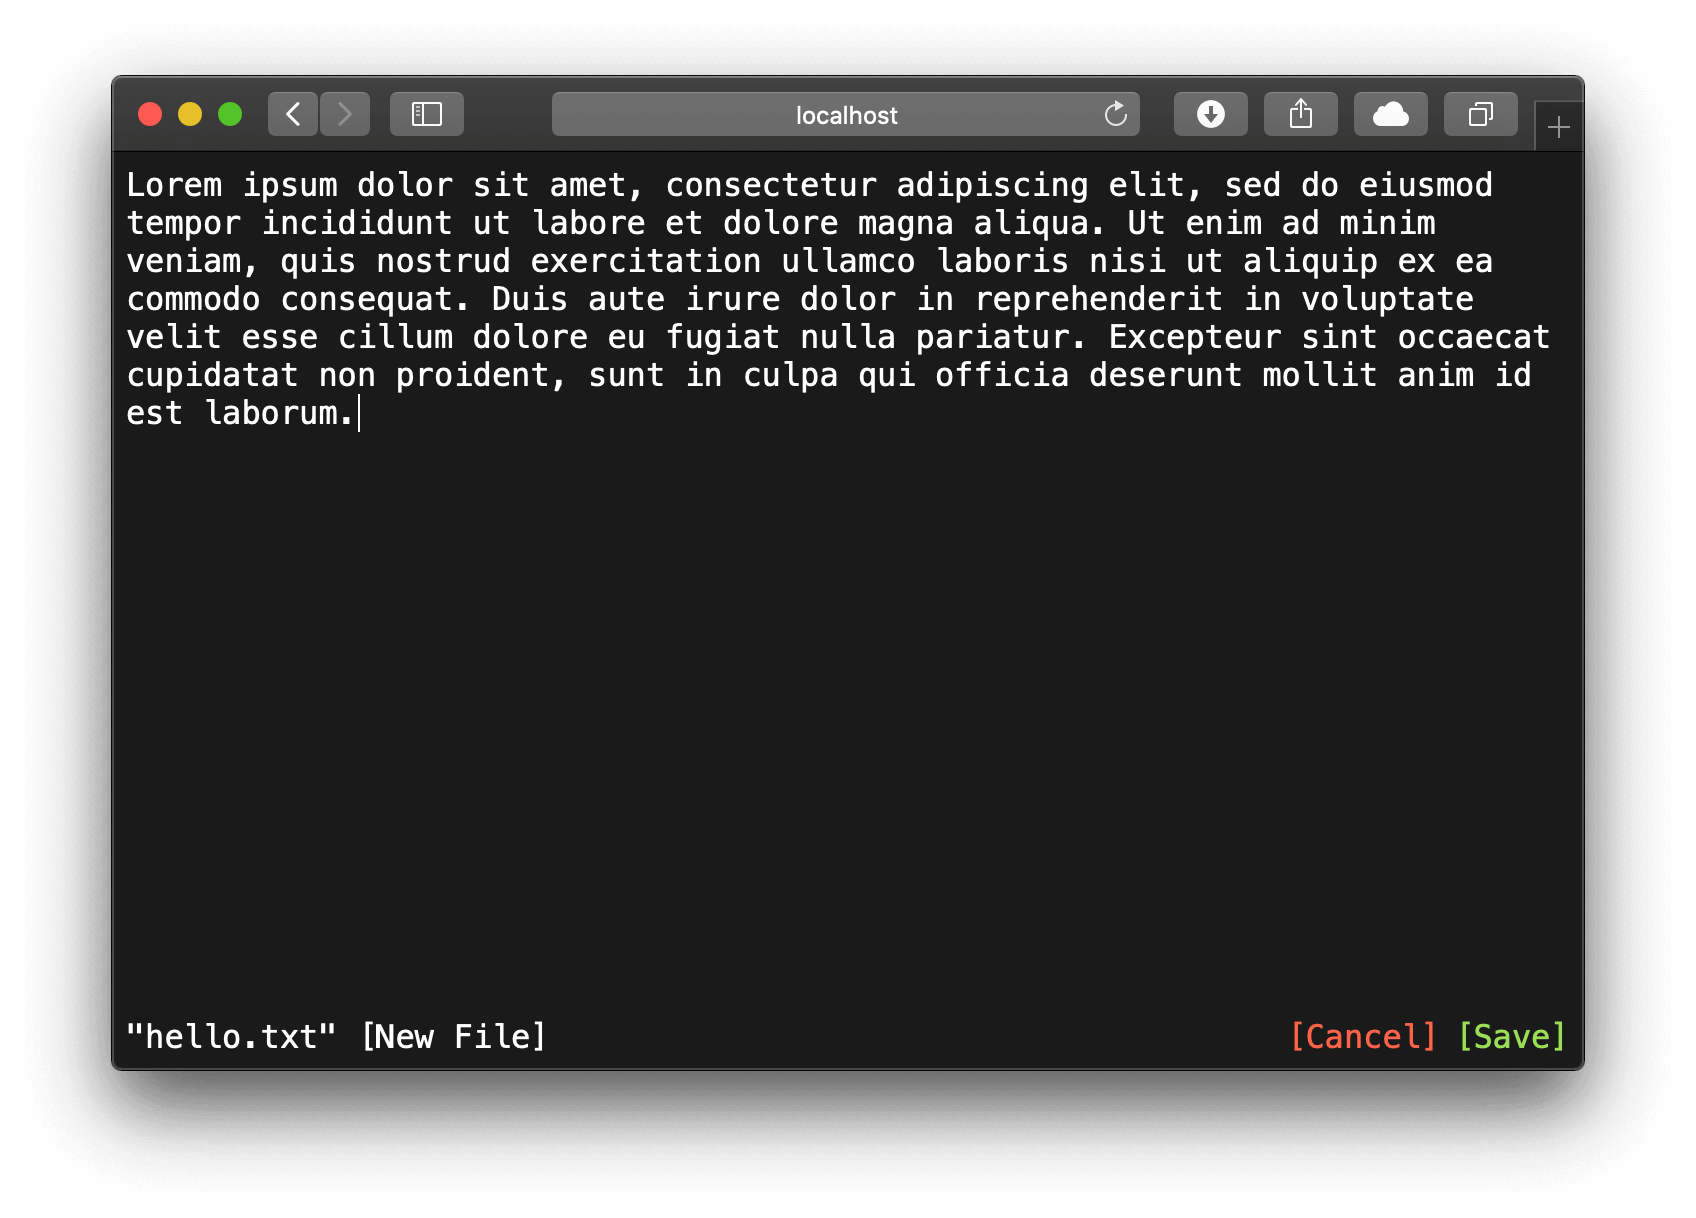 localhost
Lorem ipsum dolor sit amet, consectetur adipiscing elit, sed do eiusmod
tempor incididunt ut labore et dolore magna aliqua. Ut enim ad minim
veniam, quis nostrud exercitation ullamco laboris nisi ut aliquip ex ea
commodo consequat. Duis aute irure dolor in reprehenderit in voluptate
velit esse cillum dolore eu fugiat nulla pariatur. Excepteur sint occaecat
cupidatat non proident, sunt in culpa qui officia deserunt mollit anim id
est laborum.
"hello.txt" [New File] [Cancel] [Save]